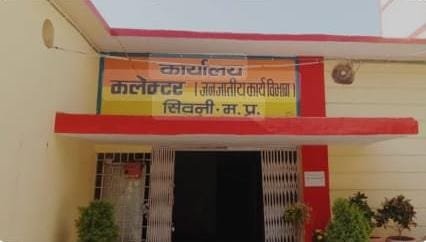 कार्यालय
कलेक्टर (जनजातीय कार्य विभाग)
सिवनी. म.प्र.